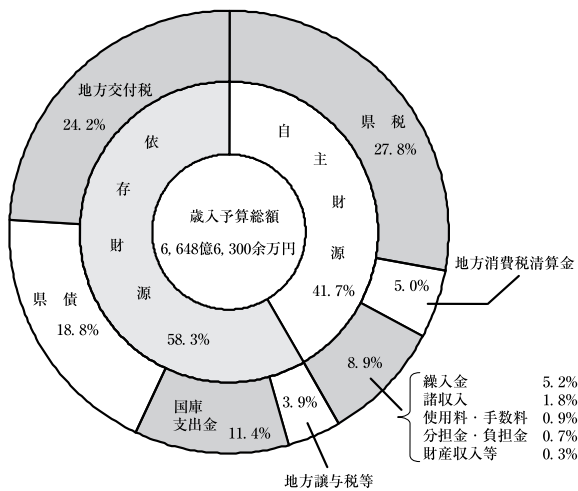 地方交付税
24.2%
県税
27.8%
依存財源
58.3%
自主財源
41.7%
歳入予算総額
6,648億6,300余万円
地方消費税清算金
5.0%
県債
18.8%
8.9%
繰入金 5.2%
諸収入 1.8%
使用料・手数料 0.9%
分担金・負担金 0.7%
財産収入等 0.3%
国庫
支出金 11.4%
3.9%
地方譲与税等